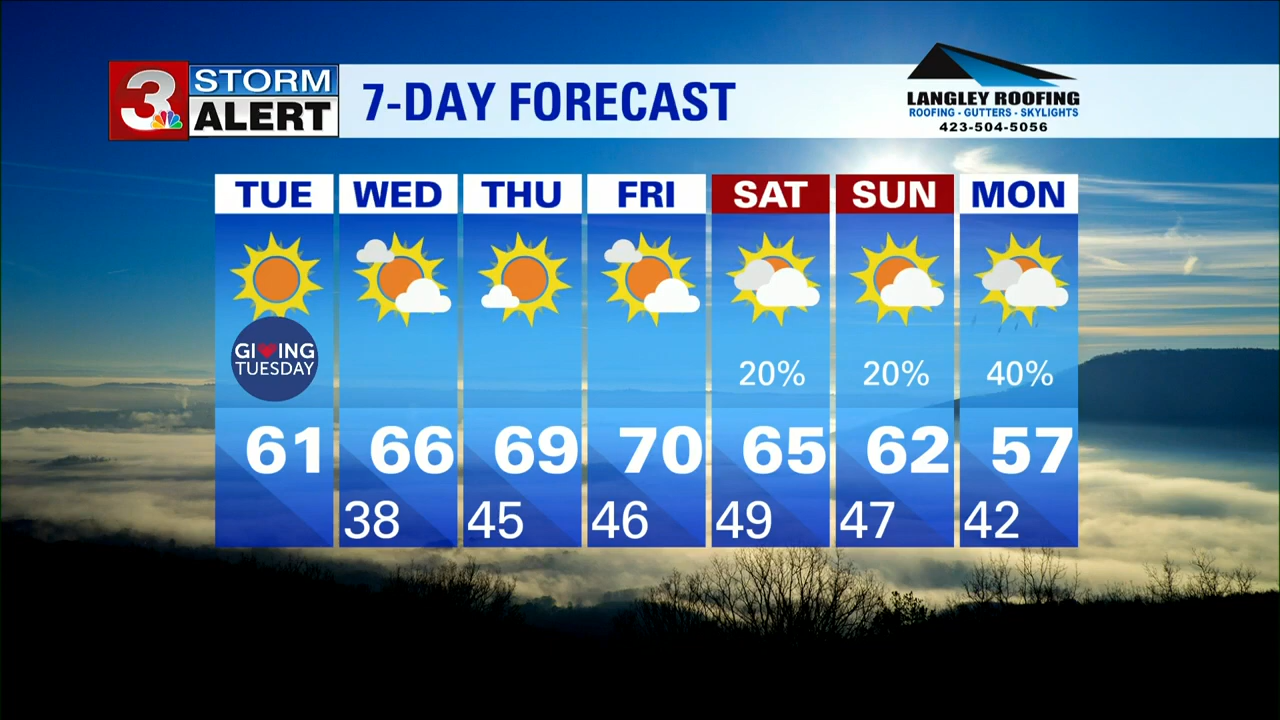 3 STORM
ALERT
7-DAY FORECAST
LANGLEY ROOFING
ROOFING - GUTTERS - SKYLIGHTS
423-504-5056
TUE WED THU FRI SAT SUN MON
GIVING
TUESDAY
20% 20% 40%
61 66 69 70 65 62 57
38 45 46 49 47 42